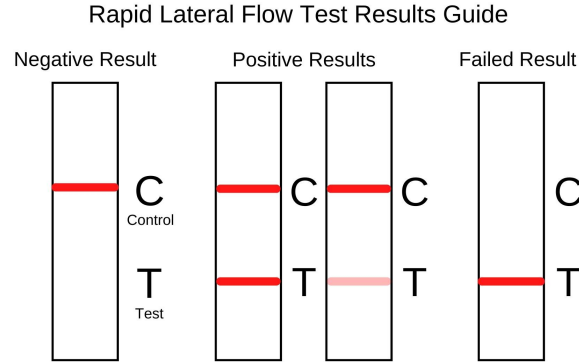 Rapid Lateral Flow Test Results Guide
Negative Result
Positive Results
Failed Result
C
Control
T
Test
C
T
C
T
C
T